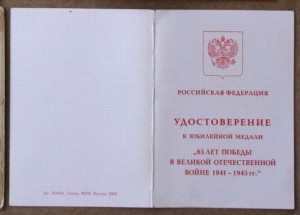 РОССИЙСКАЯ ФЕДЕРАЦИЯ
УДОСТОВЕРЕНИЕ
К ЮБИЛЕЙНОЙ МЕДАЛИ
„65 ЛЕТ ПОБЕДЫ
В ВЕЛИКОЙ ОТЕЧЕСТВЕННОЙ
ВОЙНЕ 1941 – 1945 гг.”